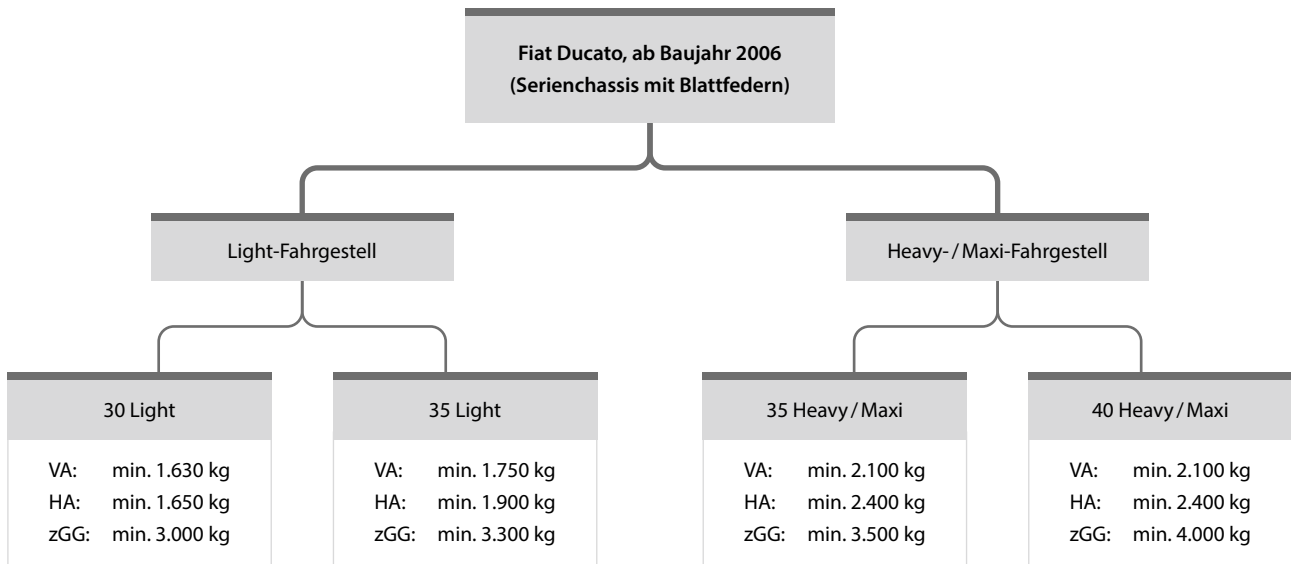 Fiat Ducato, ab Baujahr 2006
(Serienchassis mit Blattfedern)
Light-Fahrgestell
Heavy- / Maxi-Fahrgestell
30 Light
VA: min. 1.630 kg
HA: min. 1.650 kg
zGG: min. 3.000 kg
35 Light
VA: min. 1.750 kg
HA: min. 1.900 kg
zGG: min. 3.300 kg
35 Heavy / Maxi
VA: min. 2.100 kg
HA: min. 2.400 kg
zGG: min. 3.500 kg
40 Heavy / Maxi
VA: min. 2.100 kg
HA: min. 2.400 kg
zGG: min. 4.000 kg